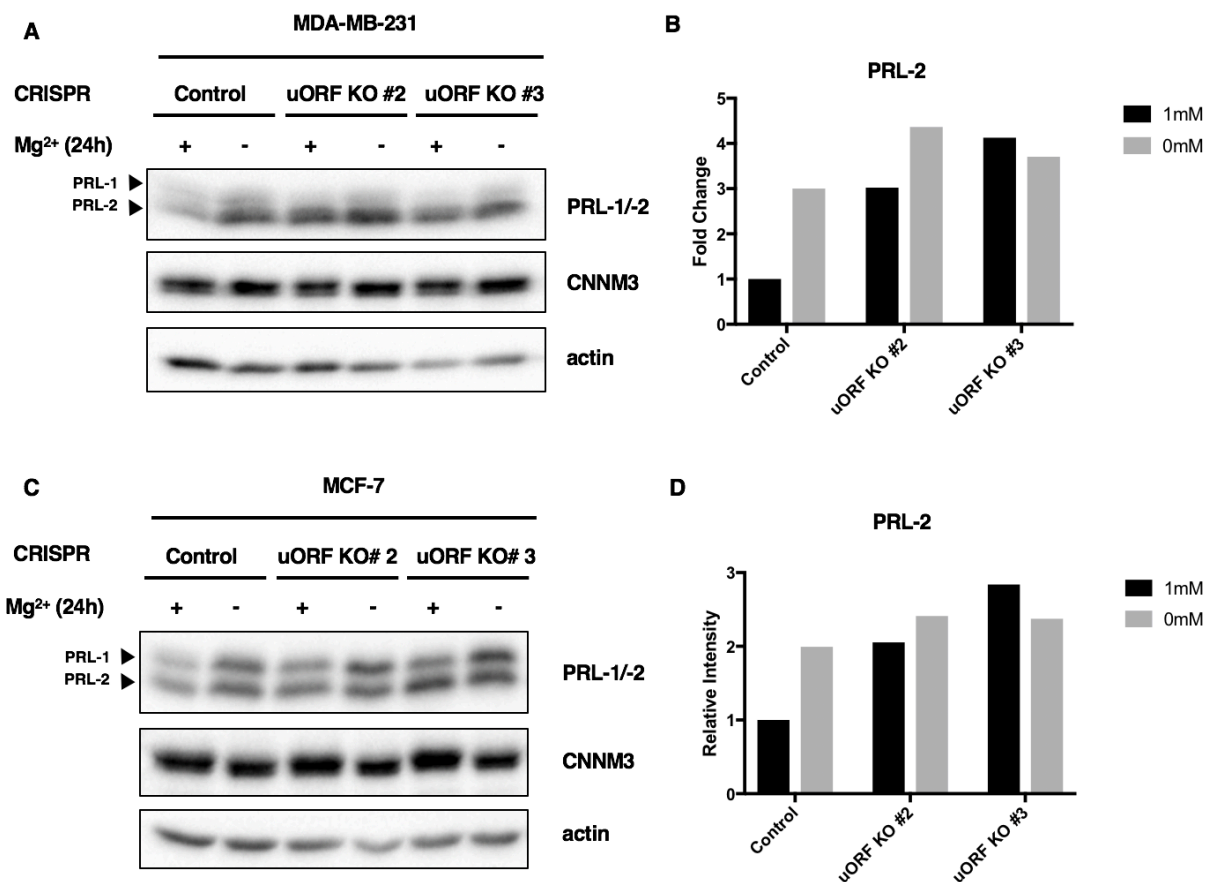 A
MDA-MB-231
CRISPR Control uORF KO #2 uORF KO #3
Mg²⁺ (24h) + - + - + -
PRL-1
PRL-2
PRL-1/-2
CNNM3
actin
B
PRL-2
Fold Change
5
4
3
2
1
0
Control
uORF KO #2
uORF KO #3
1mM
0mM
C
MCF-7
CRISPR Control uORF KO# 2 uORF KO# 3
Mg²⁺ (24h) + - + - + -
PRL-1
PRL-2
PRL-1/-2
CNNM3
actin
D
PRL-2
Relative Intensity
3
2
1
0
Control
uORF KO #2
uORF KO #3
1mM
0mM